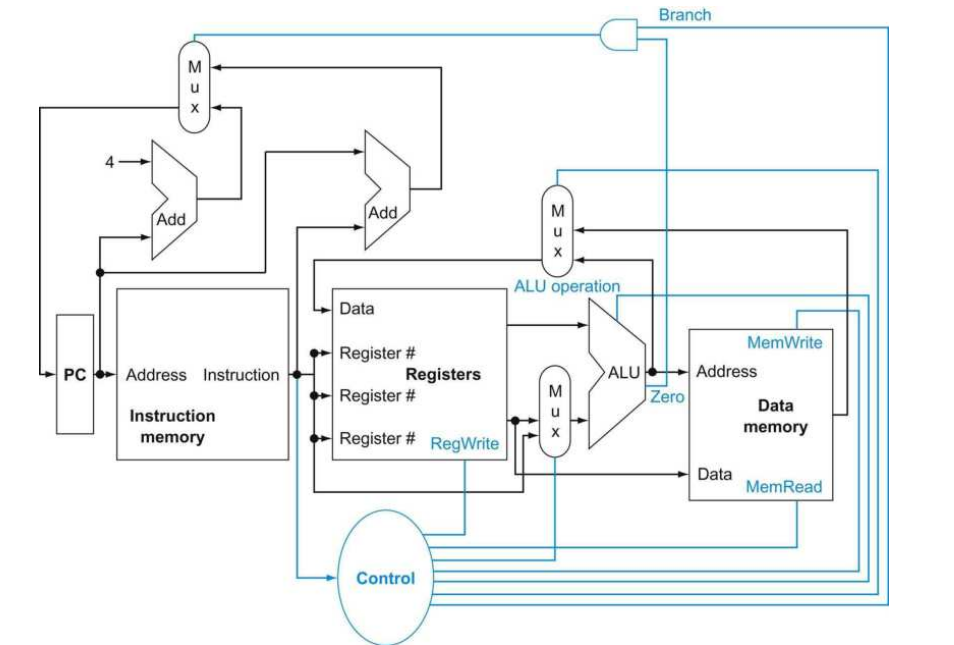 Branch
M
u
x
4
Add
Add
M
u
x
ALU operation
Data
Register #
Registers
Register #
Register #
RegWrite
PC
Address
Instruction
Instruction
memory
M
u
x
ALU
Zero
MemWrite
Address
Data
memory
Data
MemRead
Control